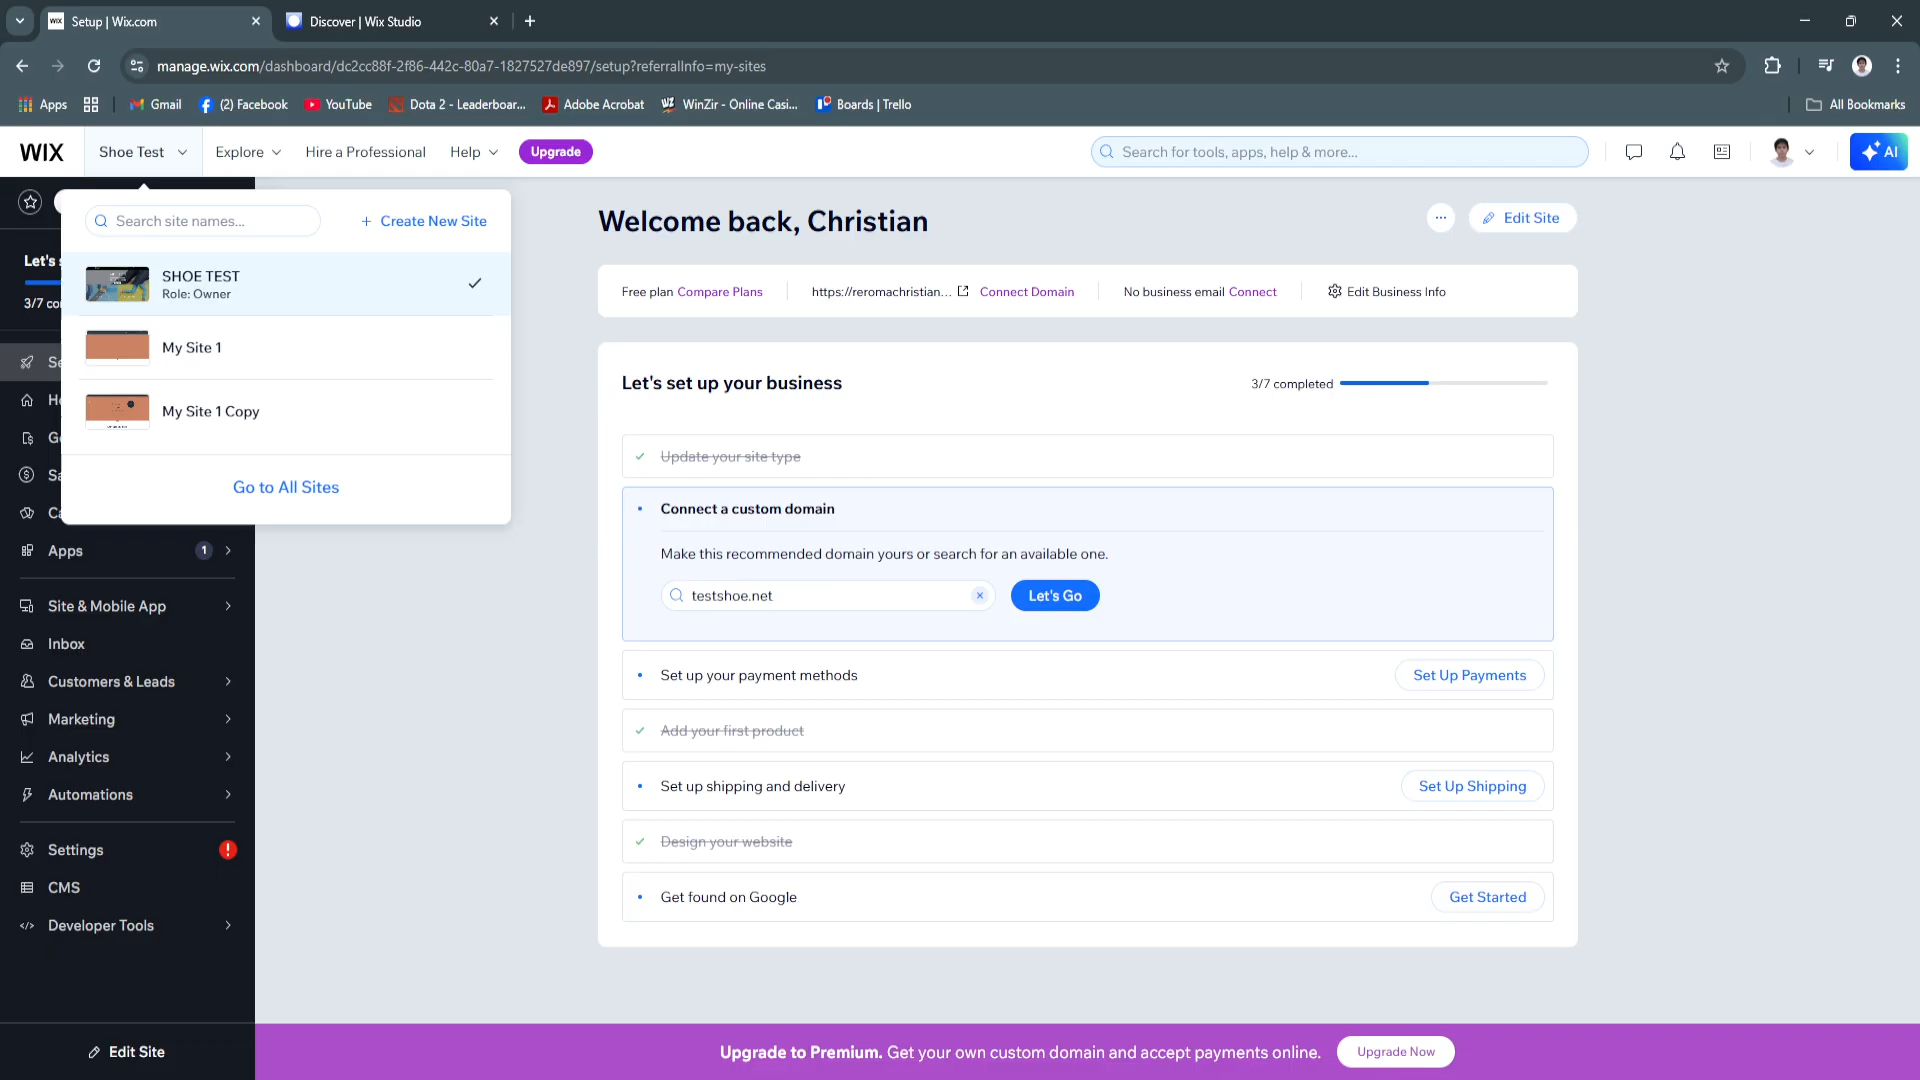 Setup | Wix.com
Discover | Wix Studio
manage.wix.com/dashboard/dc2cc88f-2f86-442c-80a7-1827527de897/setup?referralInfo=my-sites
Apps
Gmail
(2) Facebook
YouTube
Dota 2 - Leaderboar...
Adobe Acrobat
WinZir - Online Casi...
Boards | Trello
All Bookmarks
WIX
Shoe Test
Explore
Hire a Professional
Help
Upgrade
Search for tools, apps, help & more...
AI
Search site names...
+ Create New Site
SHOE TEST
Role: Owner
My Site 1
My Site 1 Copy
Go to All Sites
Let's
3/7 co
Apps
1
Site & Mobile App
Inbox
Customers & Leads
Marketing
Analytics
Automations
Settings
CMS
Developer Tools
Edit Site
Welcome back, Christian
Edit Site
Free plan Compare Plans
https://reromachristian... Connect Domain
No business email Connect
Edit Business Info
Let's set up your business
3/7 completed
Update your site type
Connect a custom domain
Make this recommended domain yours or search for an available one.
testshoe.net
Let's Go
Set up your payment methods
Set Up Payments
Add your first product
Set up shipping and delivery
Set Up Shipping
Design your website
Get found on Google
Get Started
Upgrade to Premium. Get your own custom domain and accept payments online.
Upgrade Now